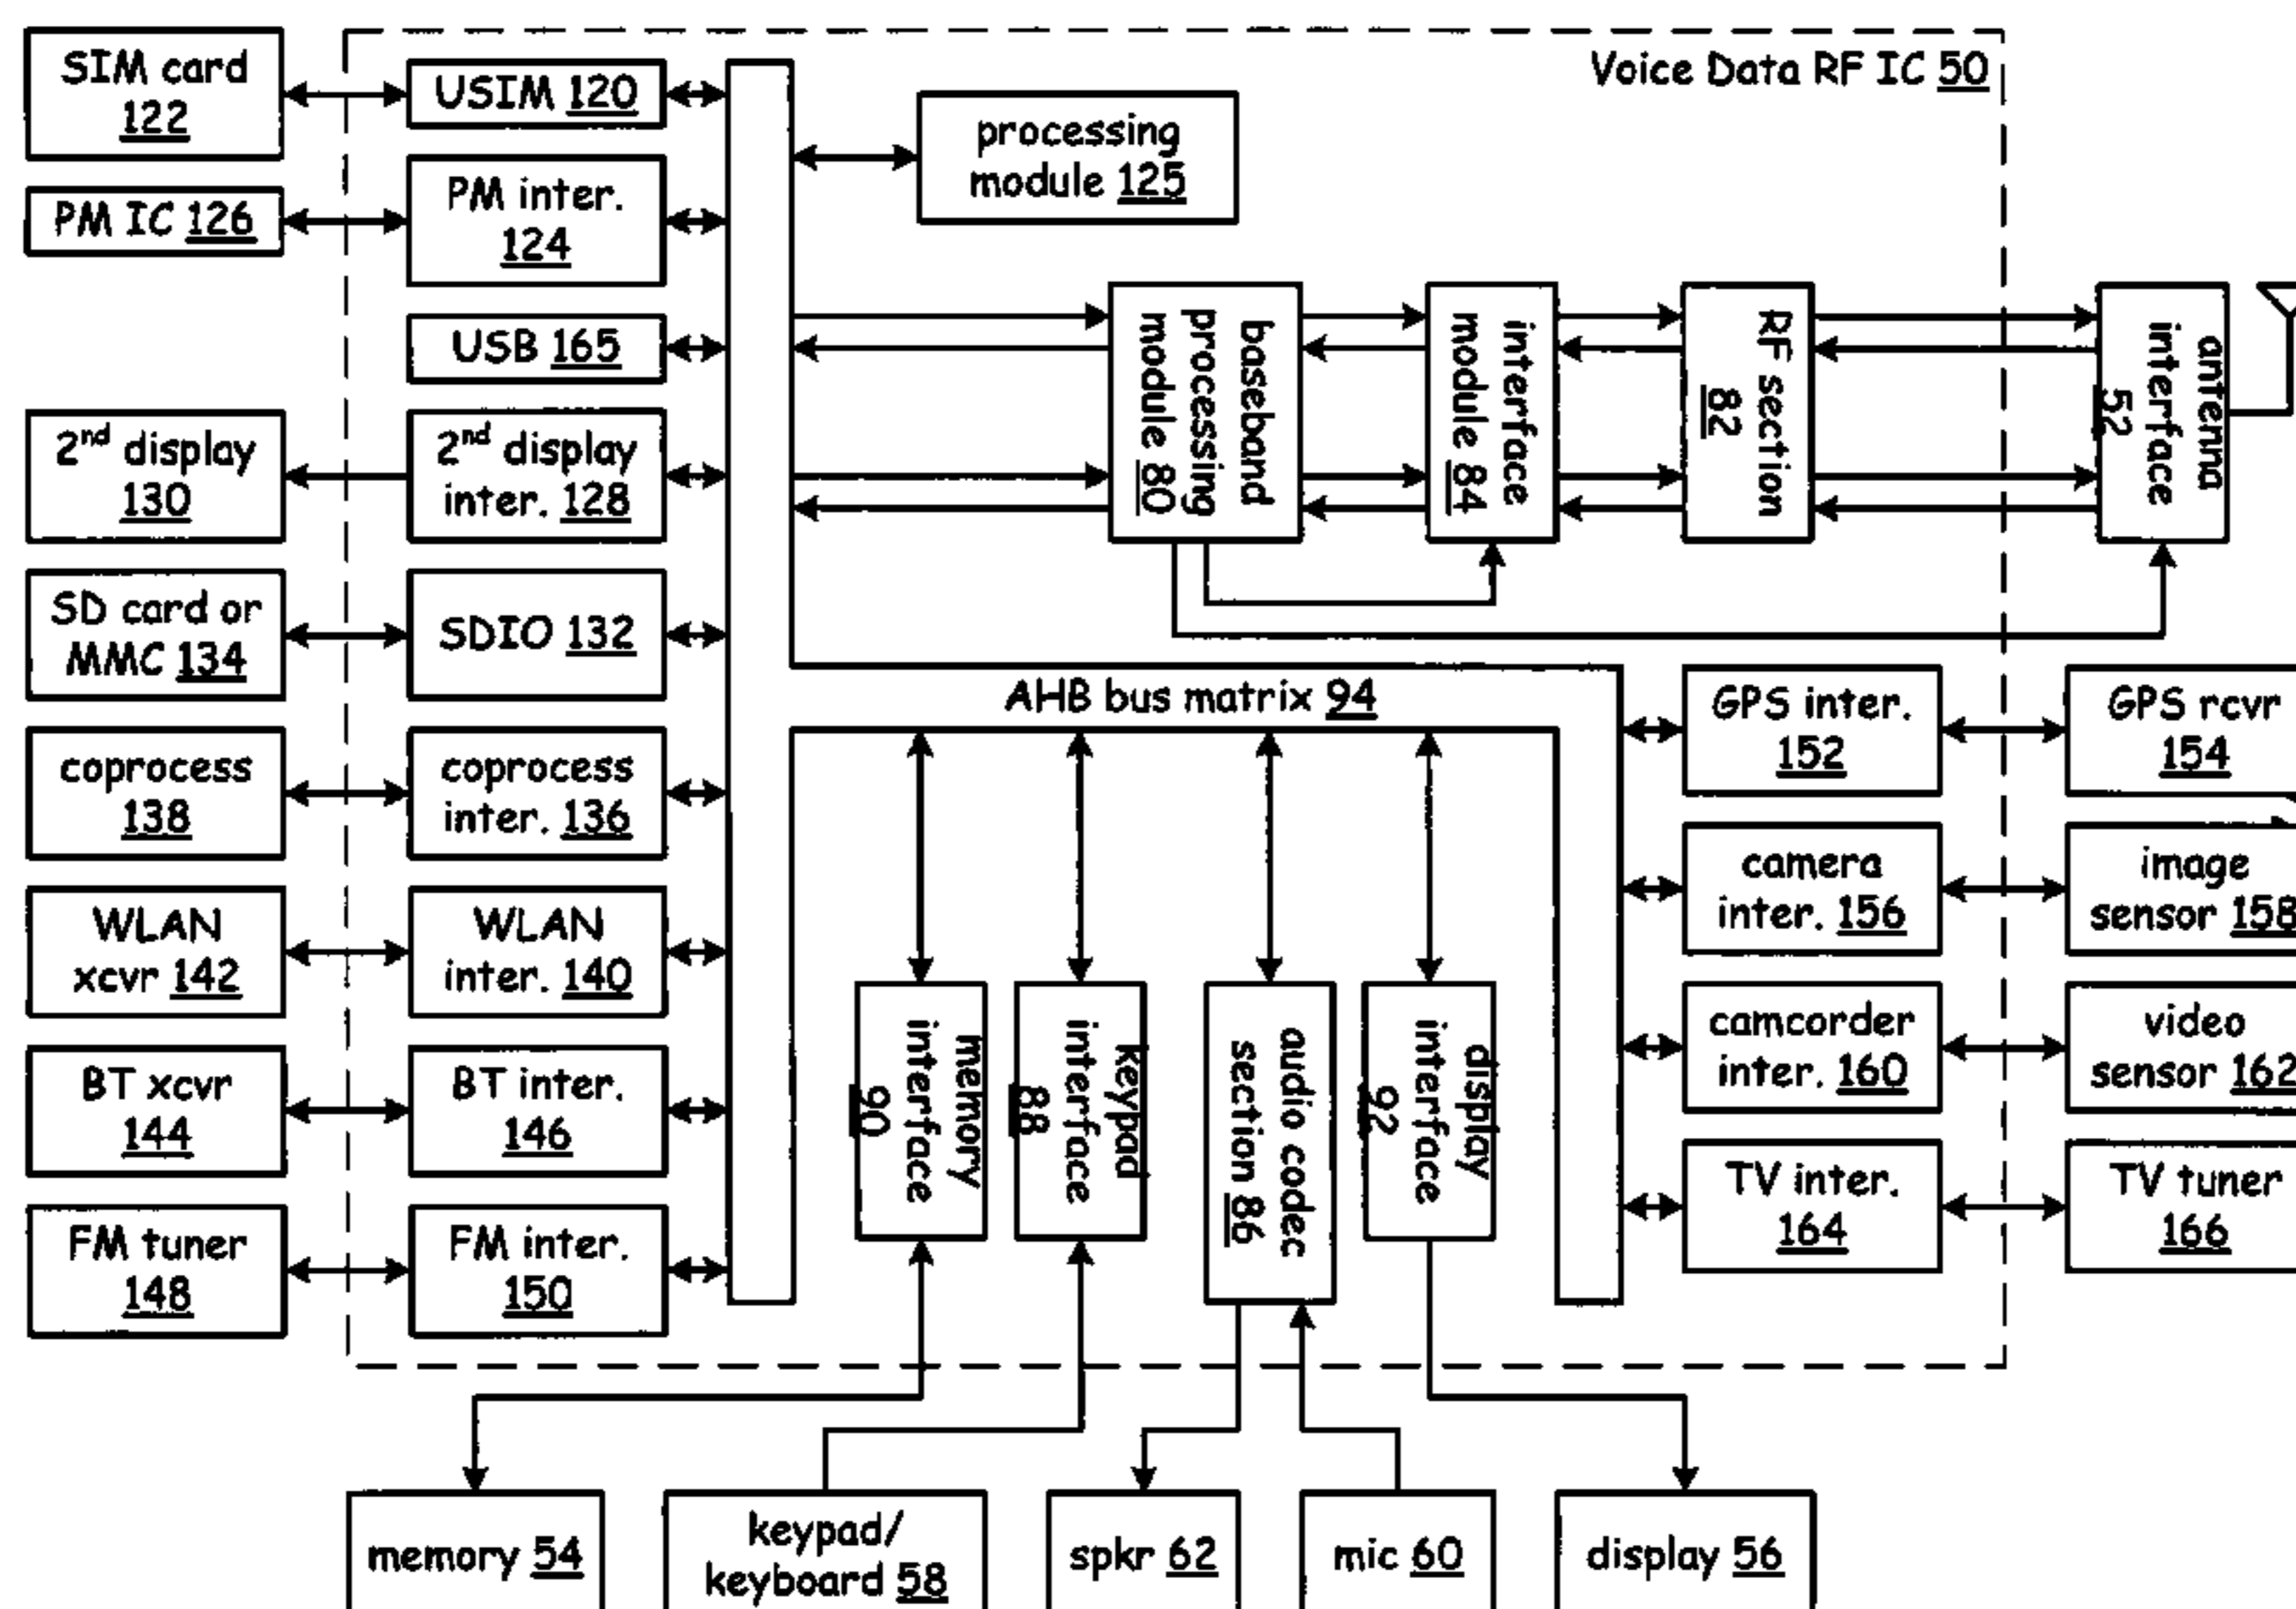 Voice Data RF IC 50
SIM card
122
USIM 120
processing
module 125
PM IC 126
PM inter.
124
USB 165
baseband
processing
module 80
interface
module 84
RF section
82
antenna
interface
52
2nd display
130
2nd display
inter. 128
SD card or
MMC 134
SDIO 132
AHB bus matrix 94
GPS inter.
152
GPS rcvr
154
coprocess
138
coprocess
inter. 136
camera
inter. 156
image
sensor 158
WLAN
xcvr 142
WLAN
inter. 140
memory
interface
90
keypad
interface
88
audio codec
section 86
display
interface
92
camcorder
inter. 160
video
sensor 162
BT xcvr
144
BT inter.
146
TV inter.
164
TV tuner
166
FM tuner
148
FM inter.
150
memory 54
keypad/
keyboard 58
spkr 62
mic 60
display 56